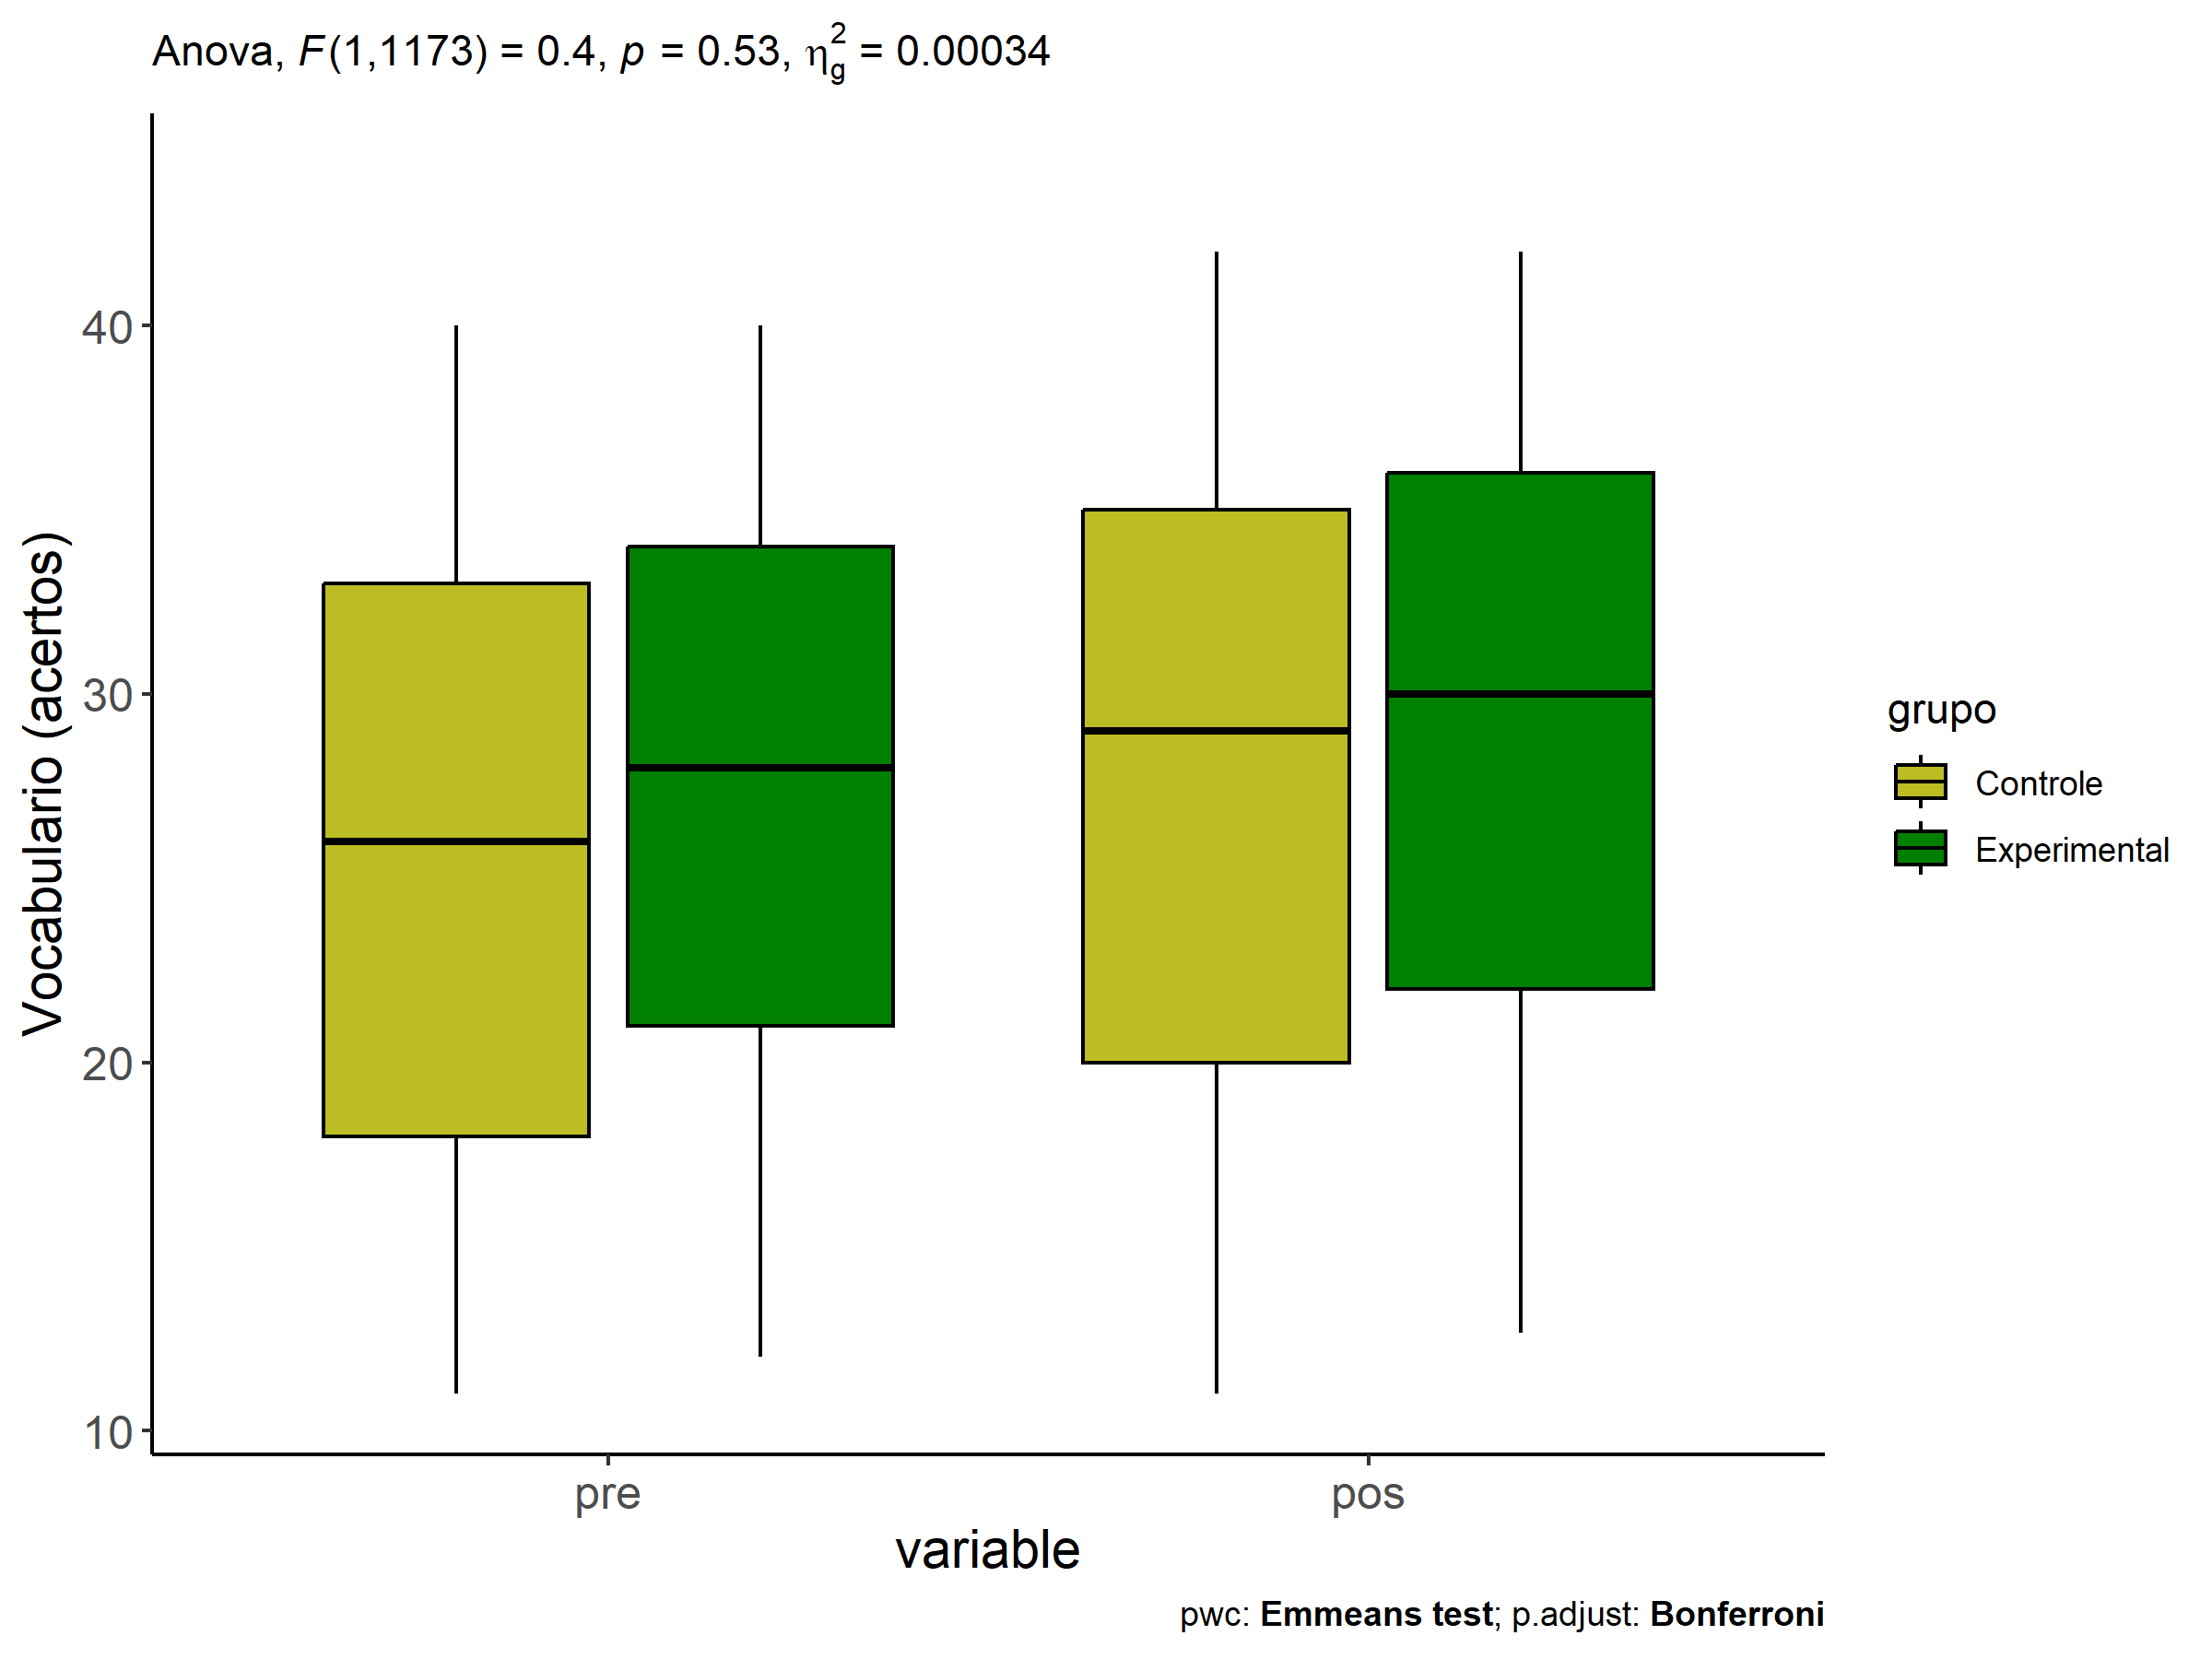 Anova, F(1,1173) = 0.4, p = 0.53, η²g = 0.00034
Vocabulario (acertos)
40
30
20
10
pre
pos
variable
grupo
Controle
Experimental
pwc: Emmeans test; p.adjust: Bonferroni